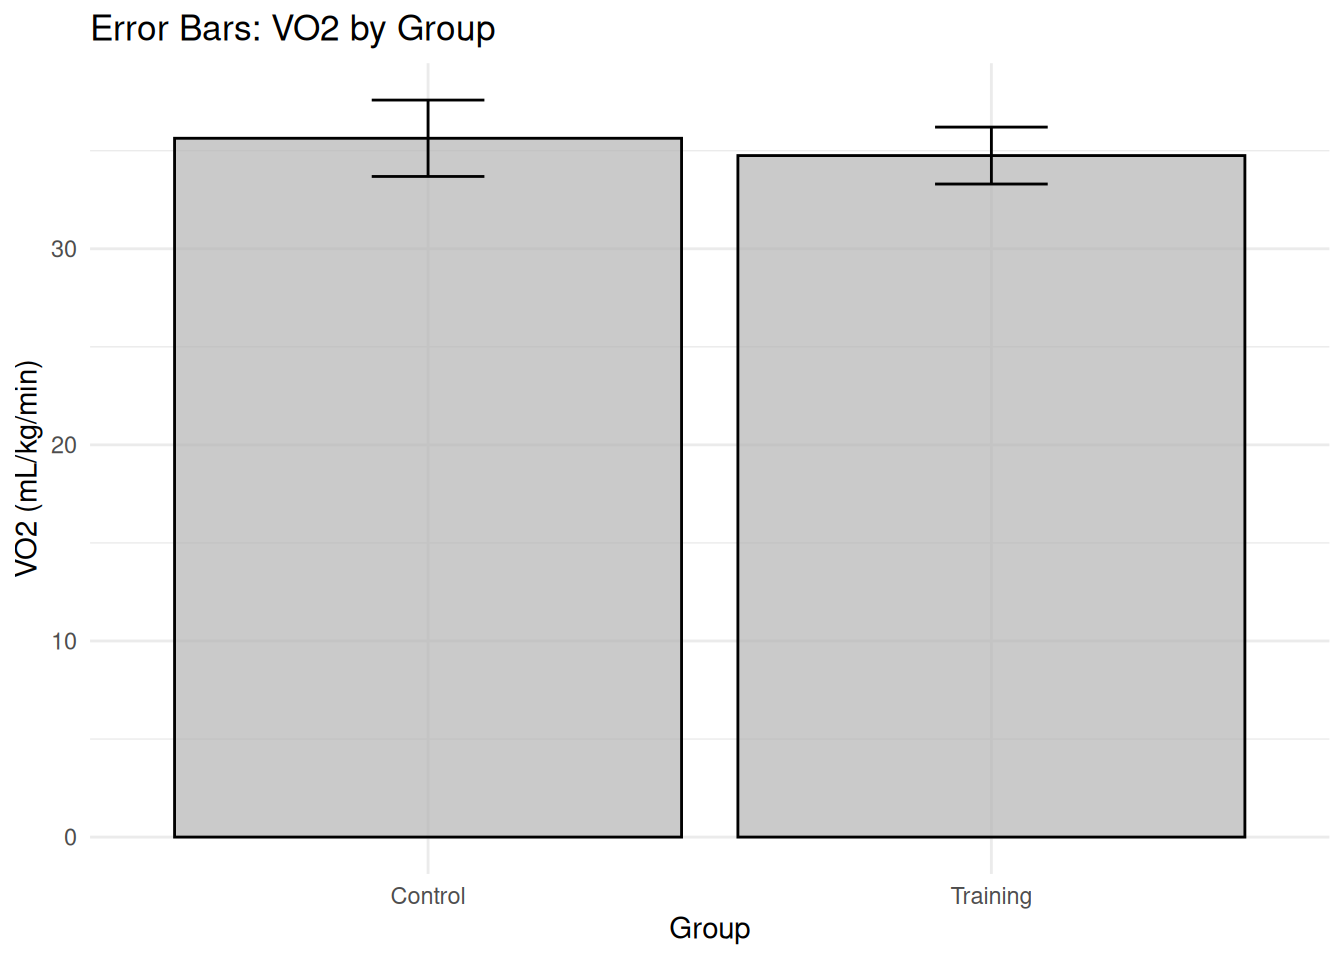 Error Bars: VO2 by Group
VO2 (mL/kg/min)
30
20
10
0
Control
Training
Group